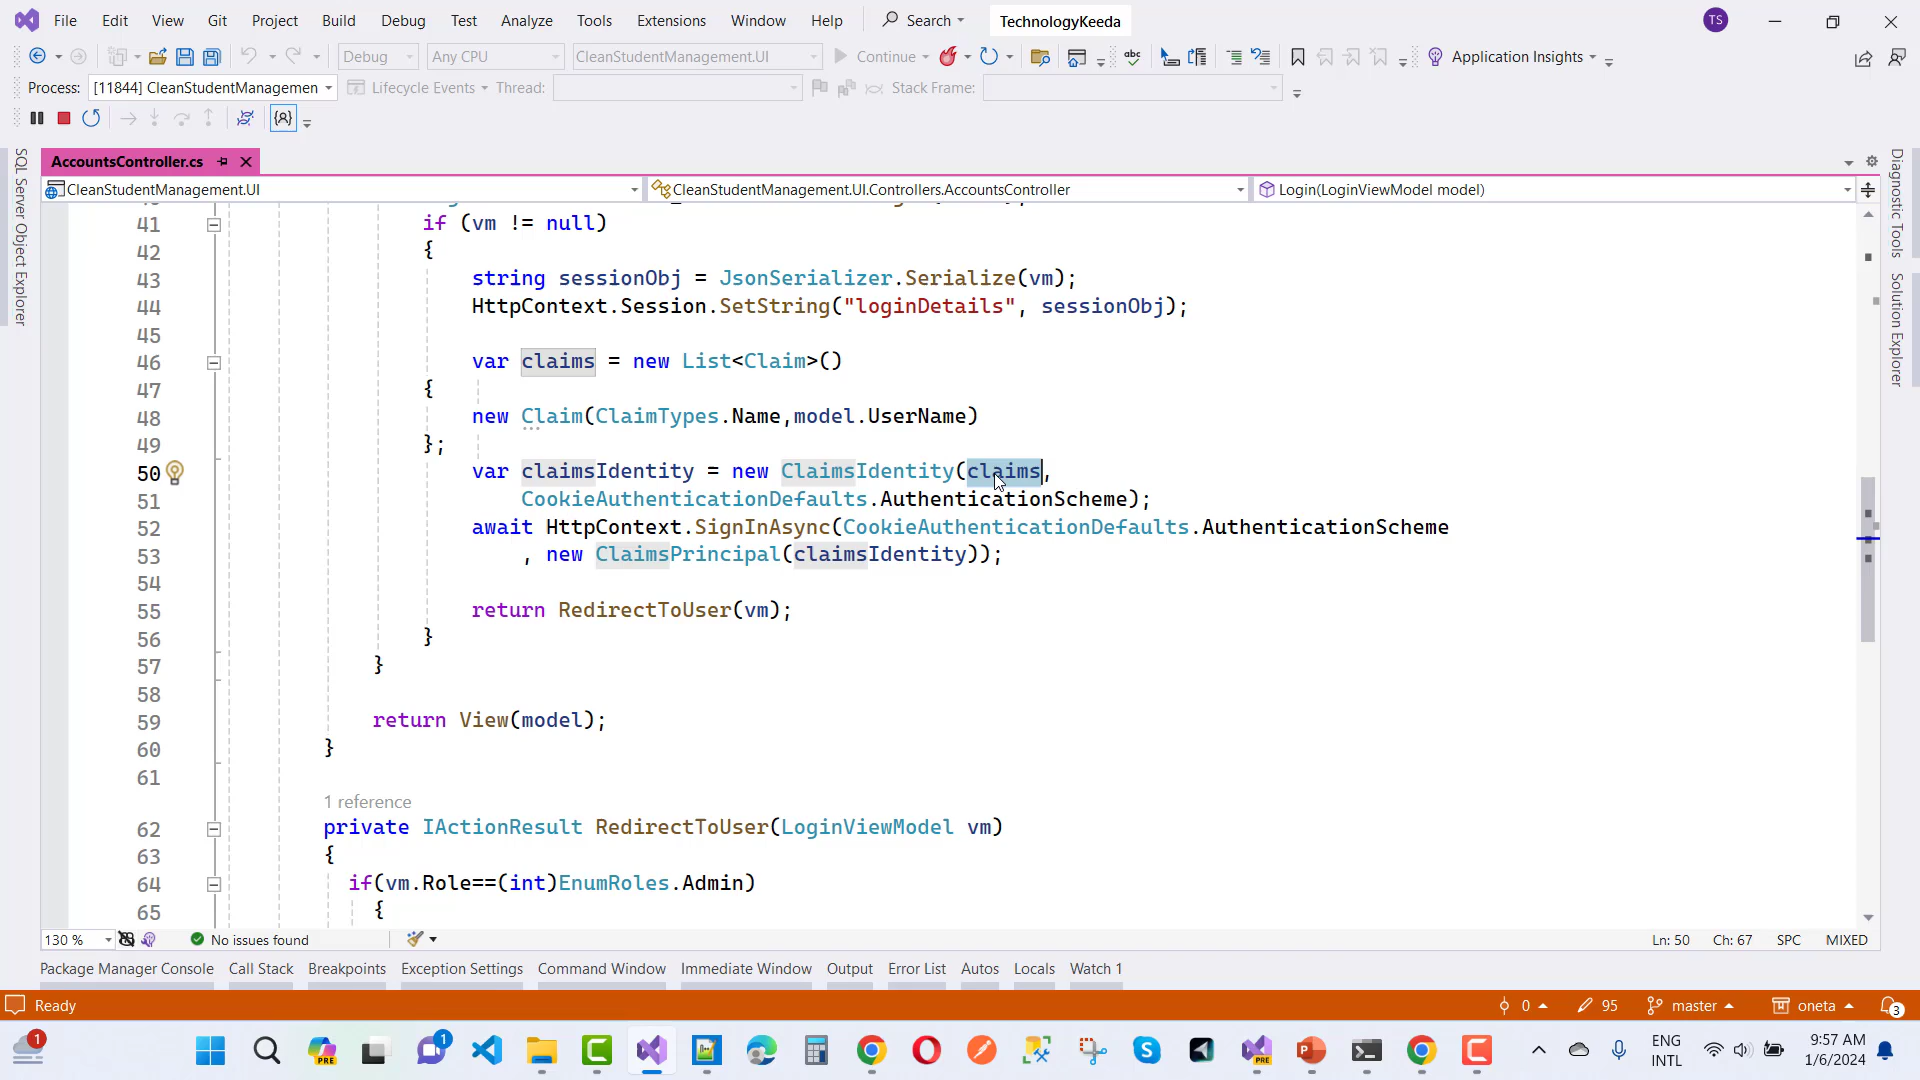 File Edit View Git Project Build Debug Test Analyze Tools Extensions Window Help Search TechnologyKeeda TS
Debug Any CPU CleanStudentManagement.UI Continue abc Application Insights
Process: [11844] CleanStudentManagemen Lifecycle Events Thread: Stack Frame:
SQL Server Object Explorer
AccountsController.cs
Diagnostic Tools
Solution Explorer
CleanStudentManagement.UI CleanStudentManagement.UI.Controllers.AccountsController Login(LoginViewModel model)
41 if (vm != null)
42 {
43 string sessionObj = JsonSerializer.Serialize(vm);
44 HttpContext.Session.SetString("loginDetails", sessionObj);
45
46 var claims = new List<Claim>()
47 {
48 new Claim(ClaimTypes.Name,model.UserName)
49 };
50 var claimsIdentity = new ClaimsIdentity(claims,
51 CookieAuthenticationDefaults.AuthenticationScheme);
52 await HttpContext.SignInAsync(CookieAuthenticationDefaults.AuthenticationScheme
53 , new ClaimsPrincipal(claimsIdentity));
54
55 return RedirectToUser(vm);
56 }
57 }
58
59 return View(model);
60 }
61
1 reference
62 private IActionResult RedirectToUser(LoginViewModel vm)
63 {
64 if(vm.Role==(int)EnumRoles.Admin)
65 {
130 % No issues found Ln: 50 Ch: 67 SPC MIXED
Package Manager Console Call Stack Breakpoints Exception Settings Command Window Immediate Window Output Error List Autos Locals Watch 1
Ready 0 95 master oneta 3
1 PRE 1 PRE ENG INTL 9:57 AM 1/6/2024